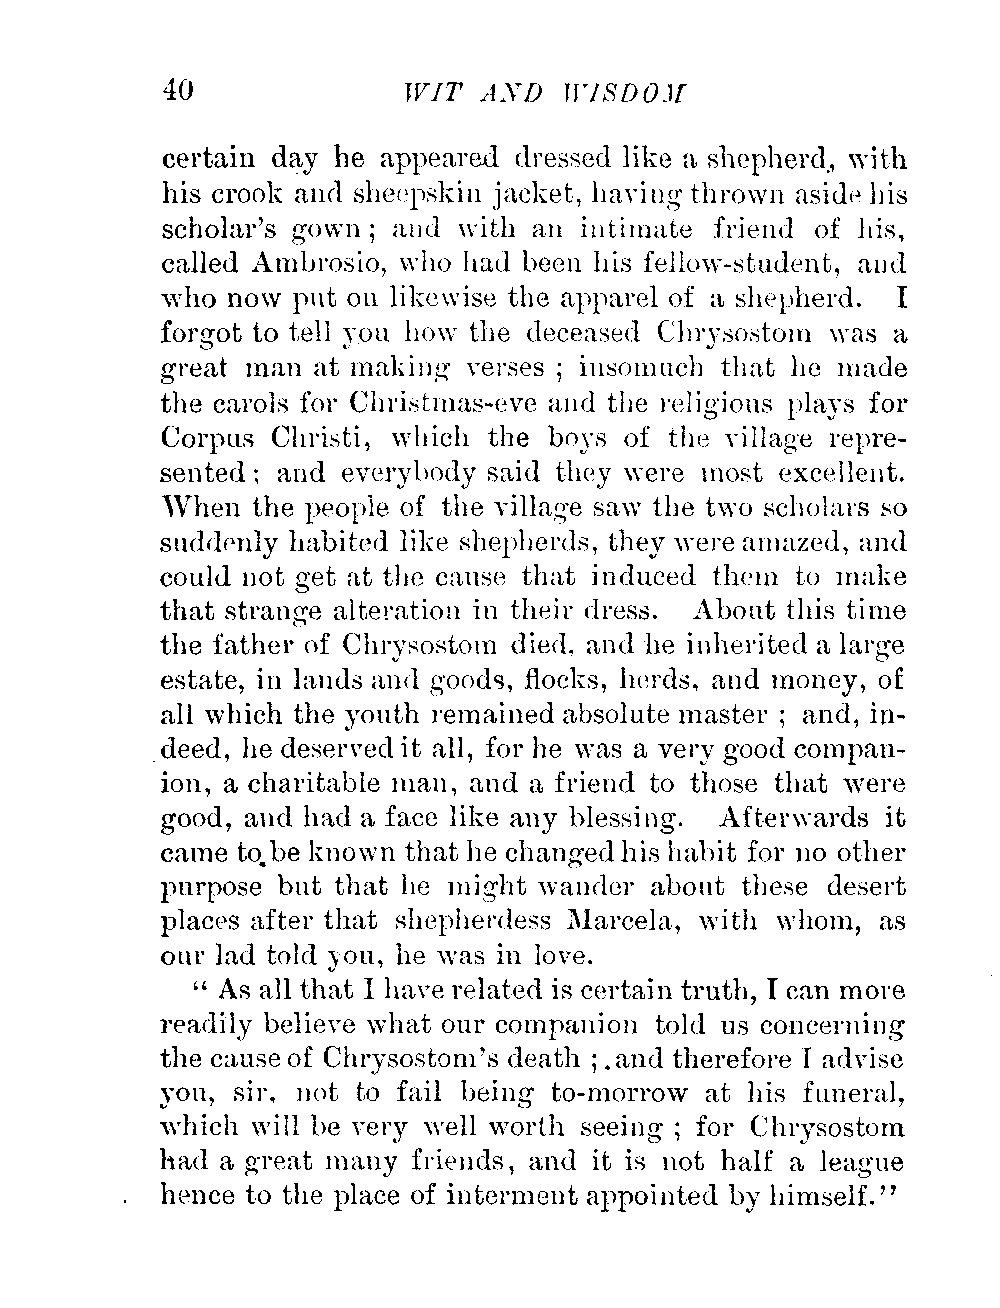 40 WIT AND WISDOM
certain day he appeared dressed like a shepherd, with
his crook and sheepskin jacket, having thrown aside his
scholar's gown ; and with an intimate friend of his,
called Ambrosio, who had been his fellow-student, and
who now put on likewise the apparel of a shepherd. I
forgot to tell you how the deceased Chrysostom was a
great man at making verses ; insomuch that he made
the carols for Christmas-eve and the religious plays for
Corpus Christi, which the boys of the village repre-
sented ; and everybody said they were most excellent.
When the people of the village saw the two scholars so
suddenly habited like shepherds, they were amazed, and
could not get at the cause that induced them to make
that strange alteration in their dress. About this time
the father of Chrysostom died, and he inherited a large
estate, in lands and goods, flocks, herds, and money, of
all which the youth remained absolute master ; and, in-
deed, he deserved it all, for he was a very good compan-
ion, a charitable man, and a friend to those that were
good, and had a face like any blessing. Afterwards it
came to be known that he changed his habit for no other
purpose but that he might wander about these desert
places after that shepherdess Marcela, with whom, as
our lad told you, he was in love.
“ As all that I have related is certain truth, I can more
readily believe what our companion told us concerning
the cause of Chrysostom's death ; and therefore I advise
you, sir, not to fail being to-morrow at his funeral,
which will be very well worth seeing ; for Chrysostom
had a great many friends, and it is not half a league
hence to the place of interment appointed by himself.”